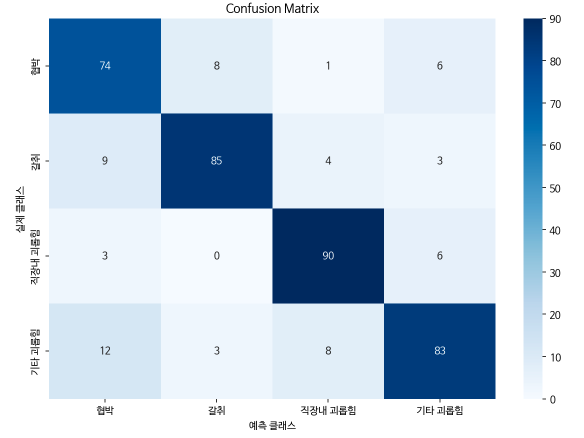 Confusion Matrix
실제 클래스
협박
74
8
1
6
갈취
9
85
4
3
직장내 괴롭힘
3
0
90
6
기타 괴롭힘
12
3
8
83
협박
갈취
직장내 괴롭힘
기타 괴롭힘
예측 클래스
90
80
70
60
50
40
30
20
10
0